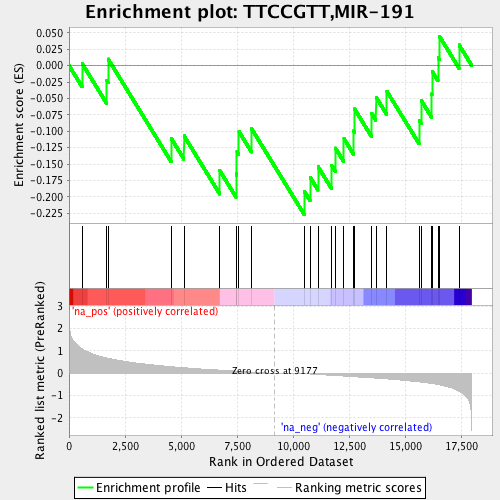 Enrichment plot: TTCCGTT,MIR-191
Enrichment score (ES)
0.050
0.025
0.000
-0.025
-0.050
-0.075
-0.100
-0.125
-0.150
-0.175
-0.200
-0.225
'na_pos' (positively correlated)
Ranked list metric (PreRanked)
3
2
1
0
-1
-2
Zero cross at 9177
'na_neg' (negatively correlated)
0 2,500 5,000 7,500 10,000 12,500 15,000 17,500
Rank in Ordered Dataset
Enrichment profile Hits Ranking metric scores